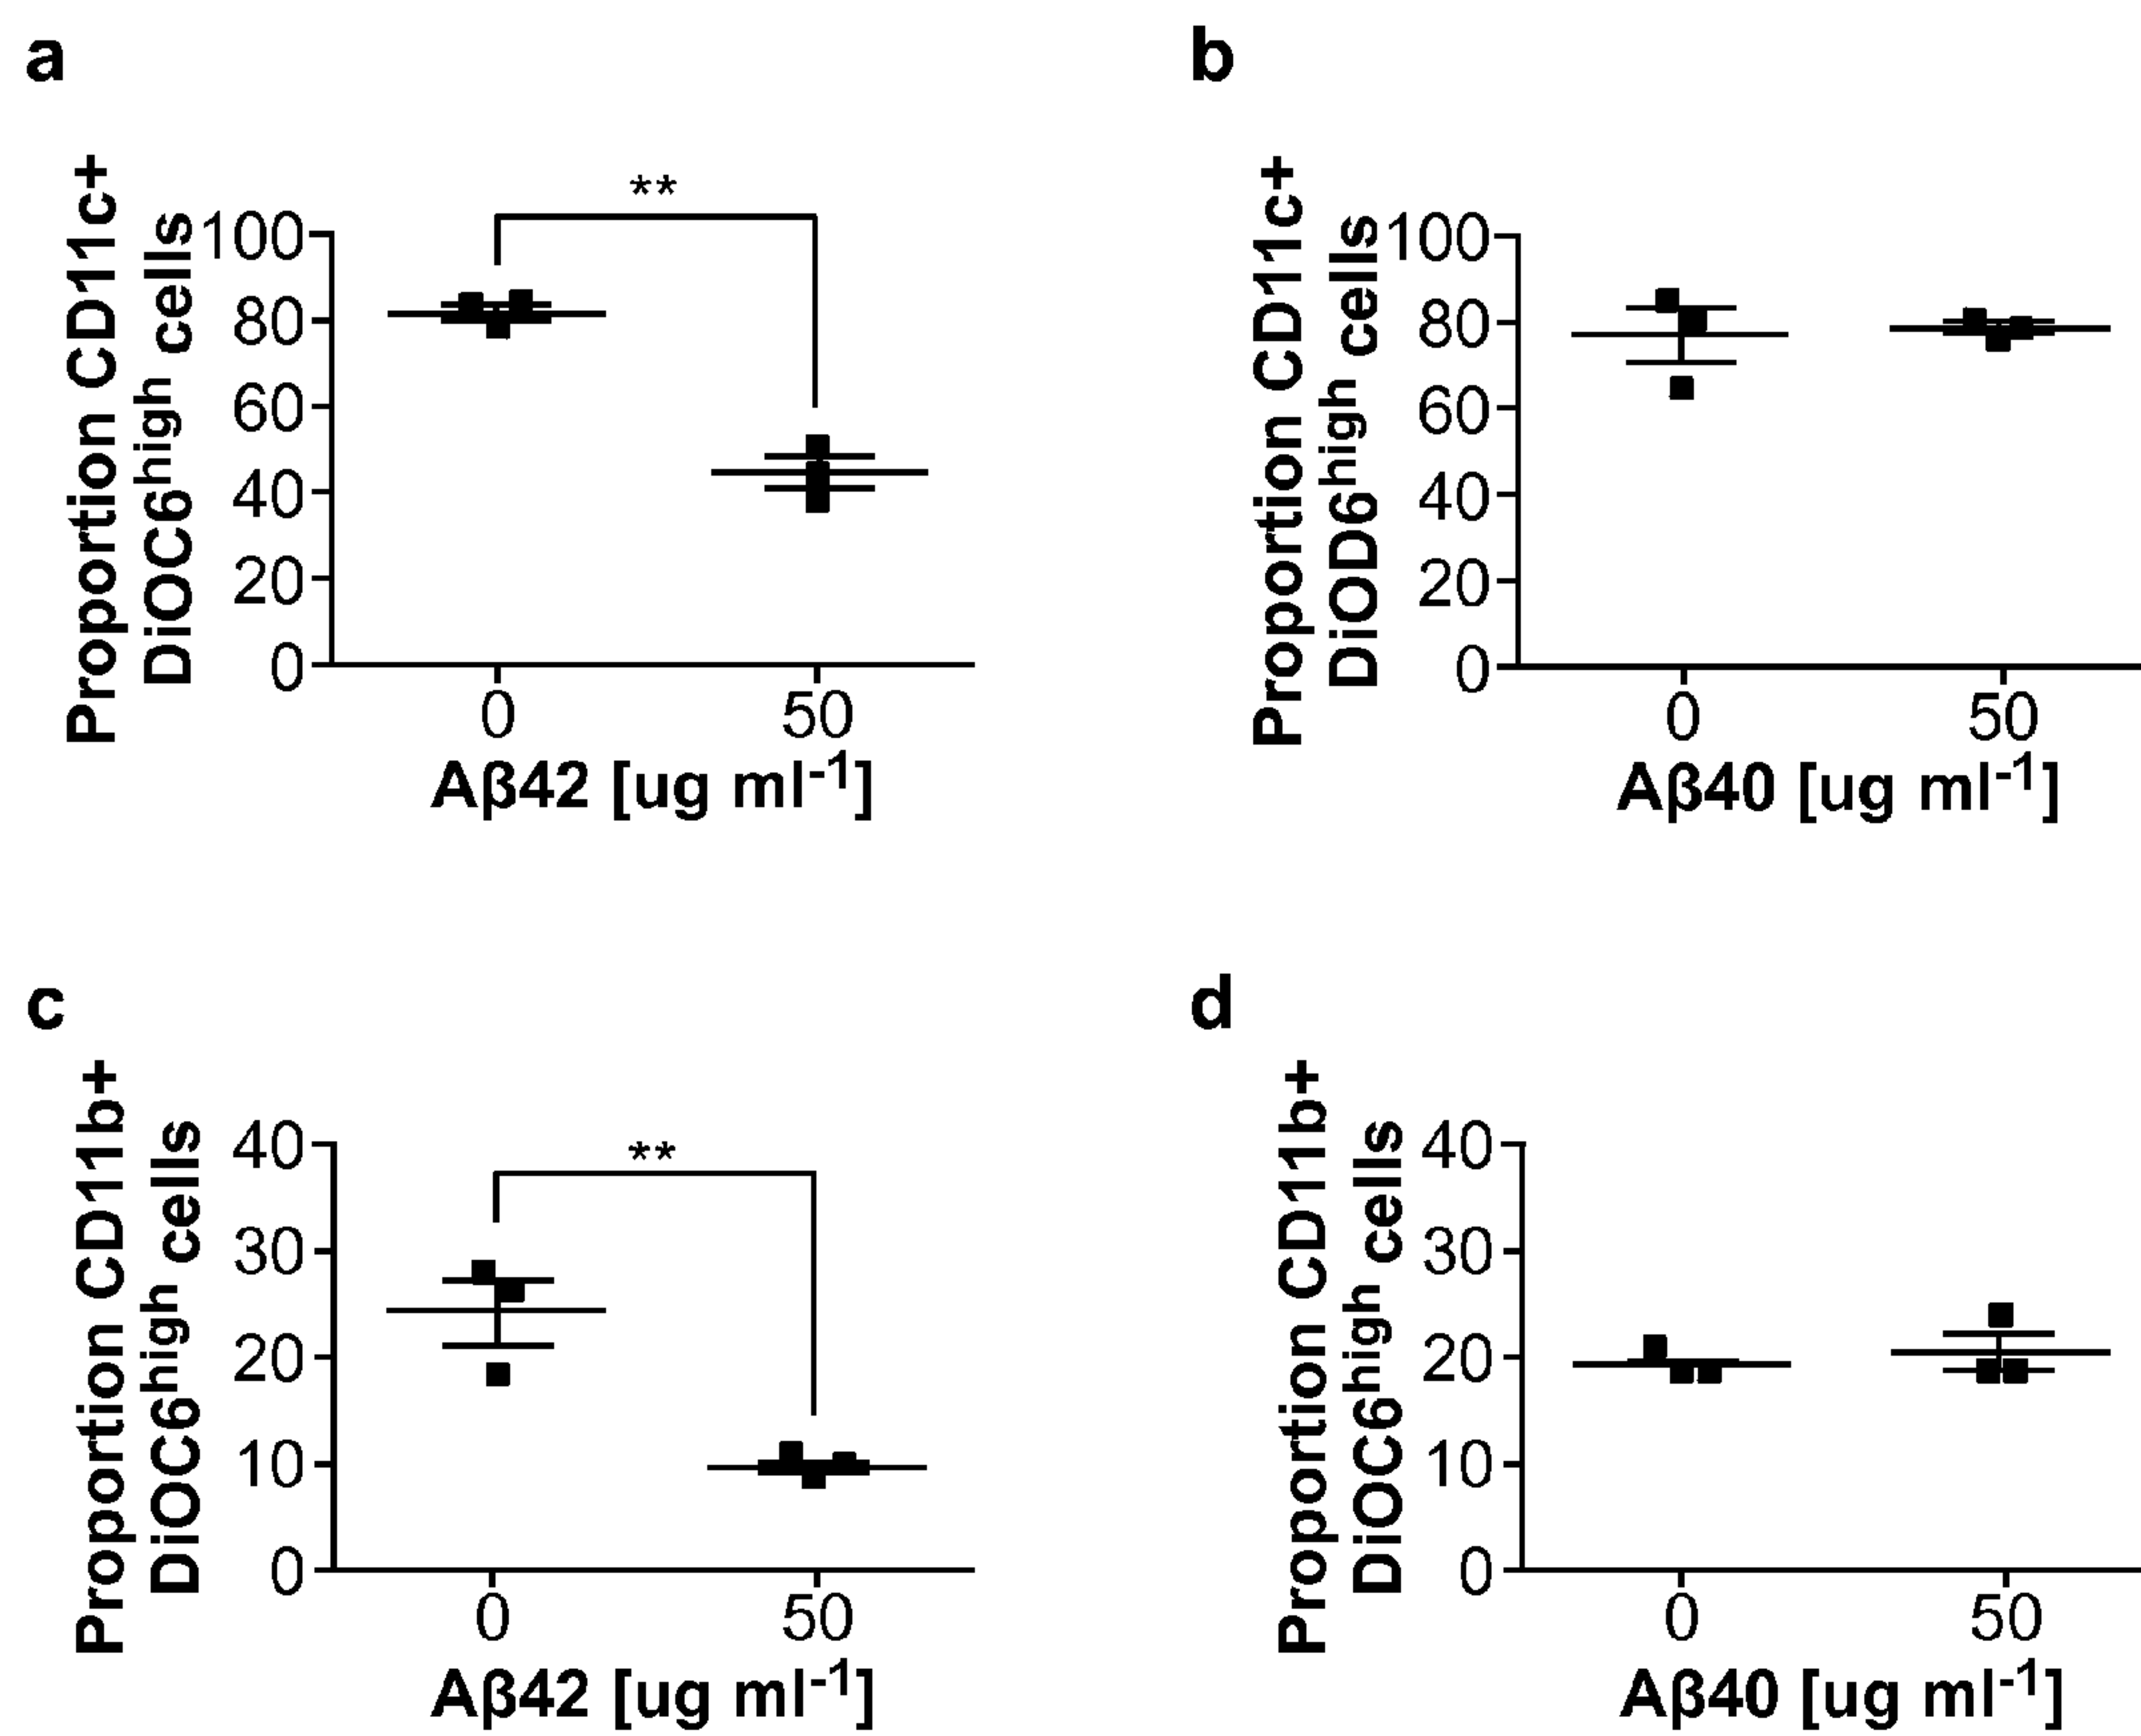 a
Proportion CD11c+
DiOC6high cells
100
80
60
40
20
0
**
0 50
Aβ42 [ug ml-1]
b
Proportion CD11c+
DiOD6high cells
100
80
60
40
20
0
0 50
Aβ40 [ug ml-1]
c
Proportion CD11b+
DiOC6high cells
40
30
20
10
0
**
0 50
Aβ42 [ug ml-1]
d
Proportion CD11b+
DiOC6high cells
40
30
20
10
0
0 50
Aβ40 [ug ml-1]